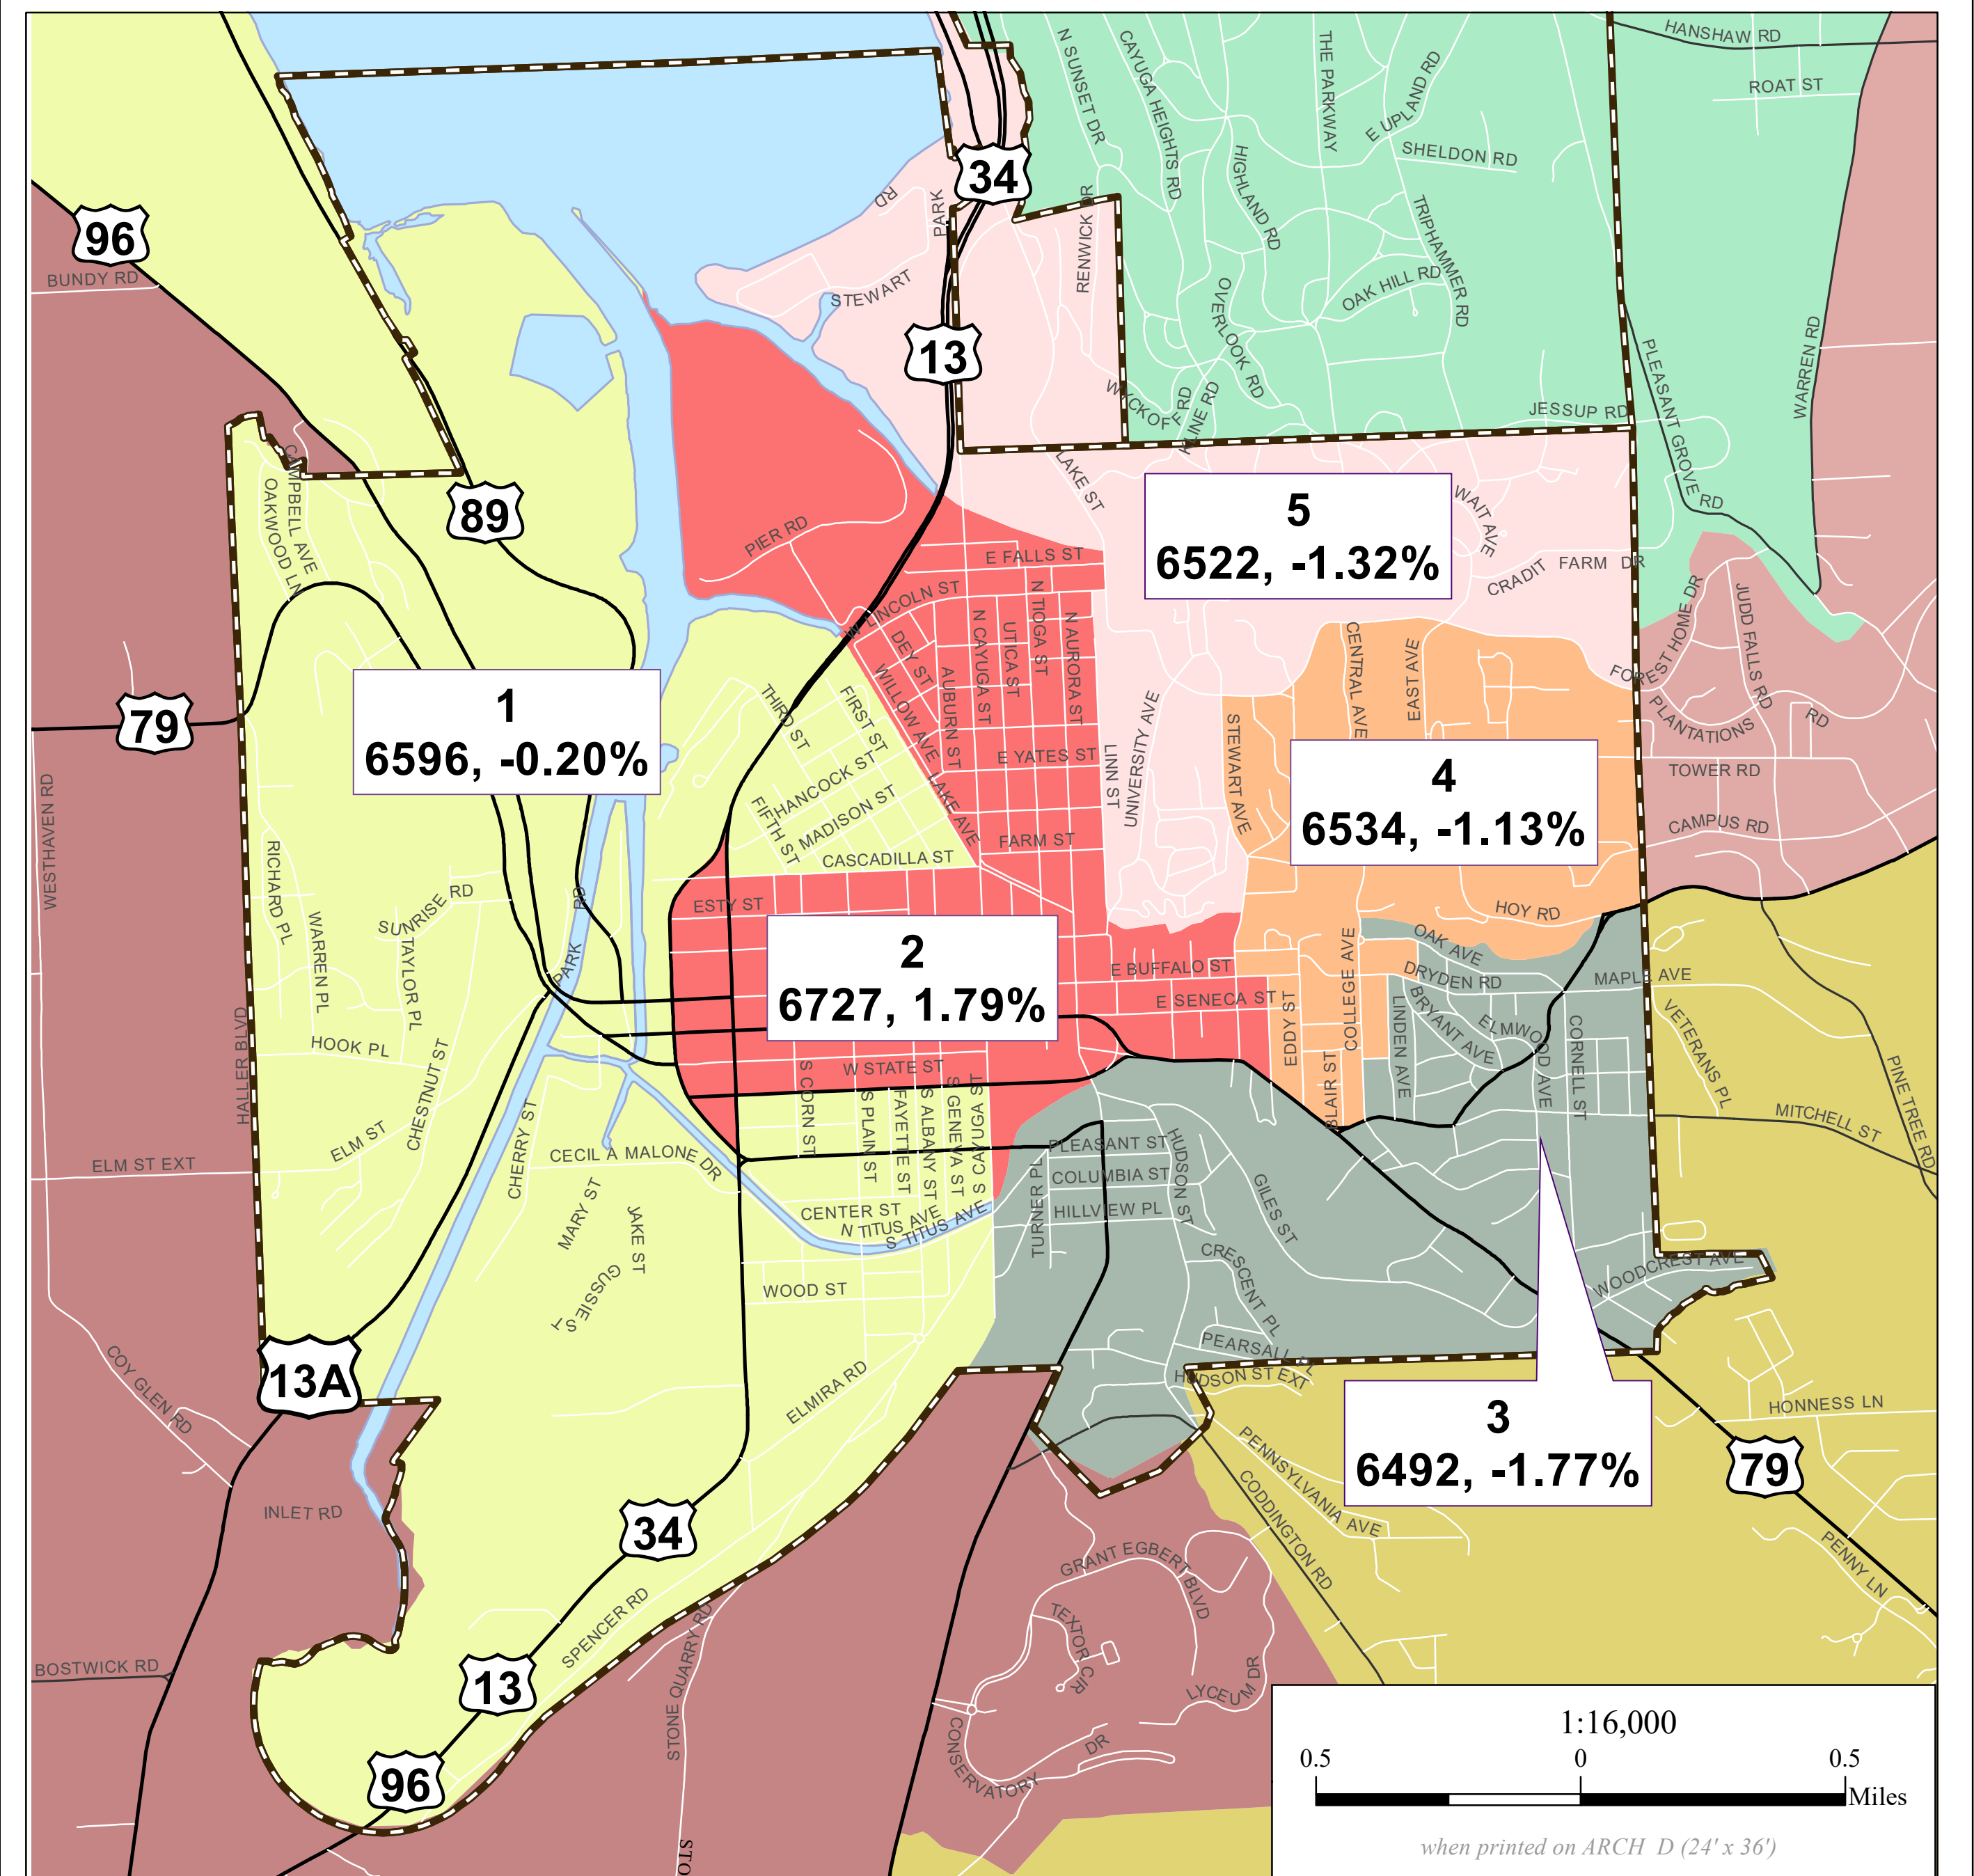 HANSHAW RD
ROAT ST
N SUNSET DR
CAYUGA HEIGHTS RD
THE PARKWAY
E UPLAND RD
SHELDON RD
HIGHLAND RD
TRIPHAMMER RD
34
96
BUNDY RD
RD
PARK
STEWART
RENWICK DR
OAK HILL RD
OVERLOOK RD
13
PLEASANT GROVE RD
WARREN RD
WYCKOFF RD
KLINE RD
JESSUP RD
CAMPBELL AVE
OAKWOOD LN
89
LAKE ST
WAIT AVE
5
6522, -1.32%
PIER RD
E FALLS ST
CRADIT FARM DR
W LINCOLN ST
DEY ST
N CAYUGA ST
UTICA ST
N TIOGA ST
N AURORA ST
JUDD FALLS RD
FOREST HOME DR
CENTRAL AVE
EAST AVE
1
6596, -0.20%
79
THIRD ST
FIRST ST
WILLOW AVE
AUBURN ST
UNIVERSITY AVE
STEWART AVE
PLANTATIONS RD
E YATES ST
LINN ST
HANCOCK ST
MADISON ST
FIFTH ST
LAKE AVE
4
6534, -1.13%
TOWER RD
CAMPUS RD
FARM ST
CASCADILLA ST
WESTHAVEN RD
RICHARD PL
WARREN PL
SUNRISE RD
TAYLOR PL
PARK RD
ESTY ST
2
6727, 1.79%
HOY RD
OAK AVE
DRYDEN RD
MAPLE AVE
E BUFFALO ST
E SENECA ST
EDDY ST
COLLEGE AVE
LINDEN AVE
BRYANT AVE
ELMWOOD AVE
CORNELL ST
VETERANS PL
PINE TREE RD
HALLER BLVD
HOOK PL
CHESTNUT ST
W STATE ST
S CORN ST
S PLAIN ST
FAYETTE ST
S ALBANY ST
S GENEVA ST
S CAYUGA ST
BLAIR ST
MITCHELL ST
ELM ST EXT
ELM ST
CHERRY ST
CECIL A MALONE DR
PLEASANT ST
COLUMBIA ST
HILLVIEW PL
TURNER PL
HUDSON ST
GILES ST
MARY ST
JAKE ST
GUSSIE ST
CENTER ST
N TITUS AVE
S TITUS AVE
WOOD ST
CRESCENT PL
WOODCREST AVE
PEARSALL PL
HUDSON ST EXT
13A
COY GLEN RD
ELMIRA RD
HONNESS LN
3
6492, -1.77%
79
PENNSYLVANIA AVE
CODDINGTON RD
INLET RD
34
PENNY LN
GRANT EGBERT BLVD
TEXTOR CIR
SPENCER RD
STONE QUARRY RD
BOSTWICK RD
13
LYCEUM DR
CONSERVATORY DR
96
STO
1:16,000
0.5 0 0.5
Miles
when printed on ARCH D (24' x 36')